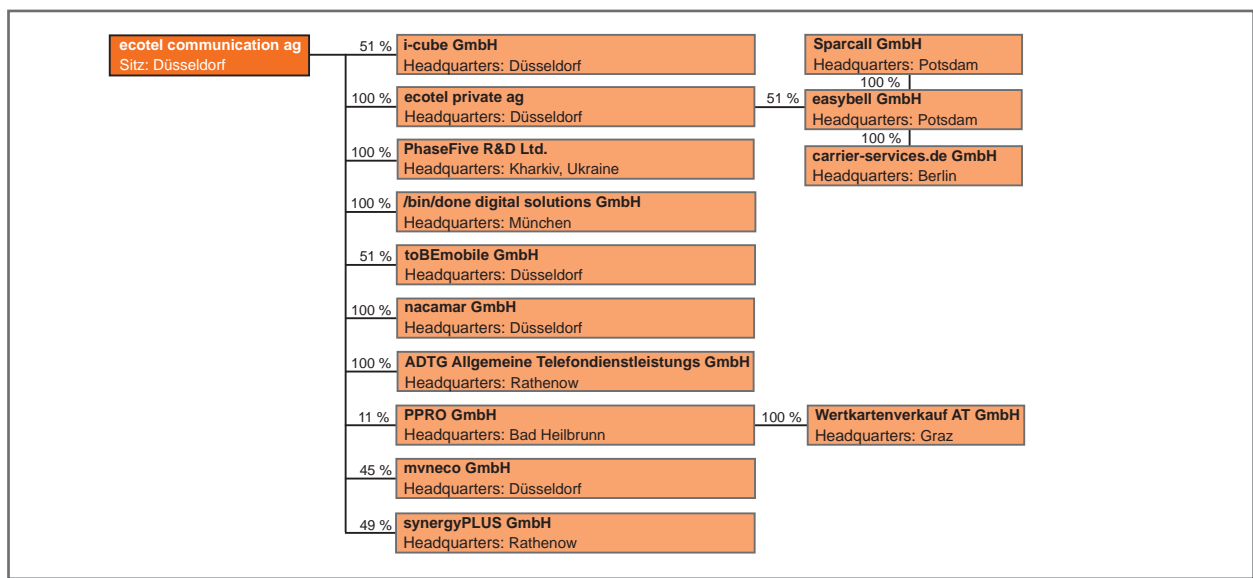 ecotel communication ag
Sitz: Düsseldorf
51 %
i-cube GmbH
Headquarters: Düsseldorf
100 %
ecotel private ag
Headquarters: Düsseldorf
51 %
Sparcall GmbH
Headquarters: Potsdam
100 %
easybell GmbH
Headquarters: Potsdam
100 %
carrier-services.de GmbH
Headquarters: Berlin
100 %
PhaseFive R&D Ltd.
Headquarters: Kharkiv, Ukraine
100 %
/bin/done digital solutions GmbH
Headquarters: München
51 %
toBEmobile GmbH
Headquarters: Düsseldorf
100 %
nacamar GmbH
Headquarters: Düsseldorf
100 %
ADTG Allgemeine Telefondienstleistungs GmbH
Headquarters: Rathenow
11 %
PPRO GmbH
Headquarters: Bad Heilbrunn
100 %
Wertkartenverkauf AT GmbH
Headquarters: Graz
45 %
mvneco GmbH
Headquarters: Düsseldorf
49 %
synergyPLUS GmbH
Headquarters: Rathenow